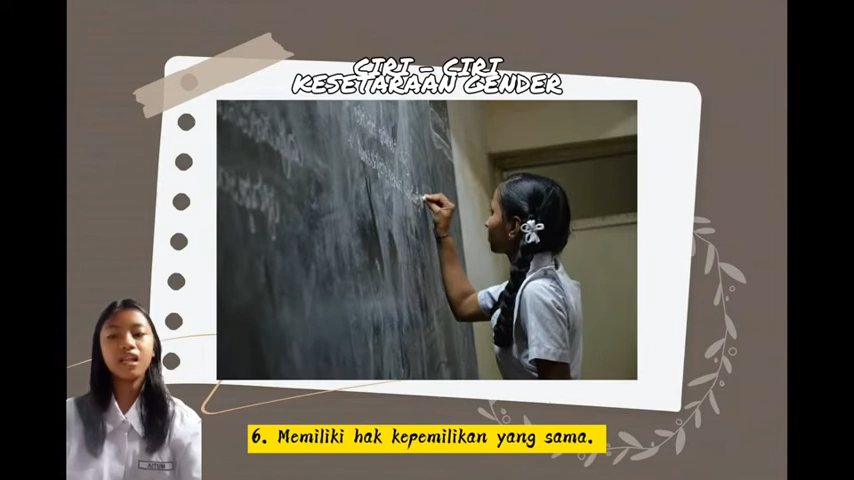 CIRI - CIRI
KESETARAAN GENDER
6. Memiliki hak kepemilikan yang sama.